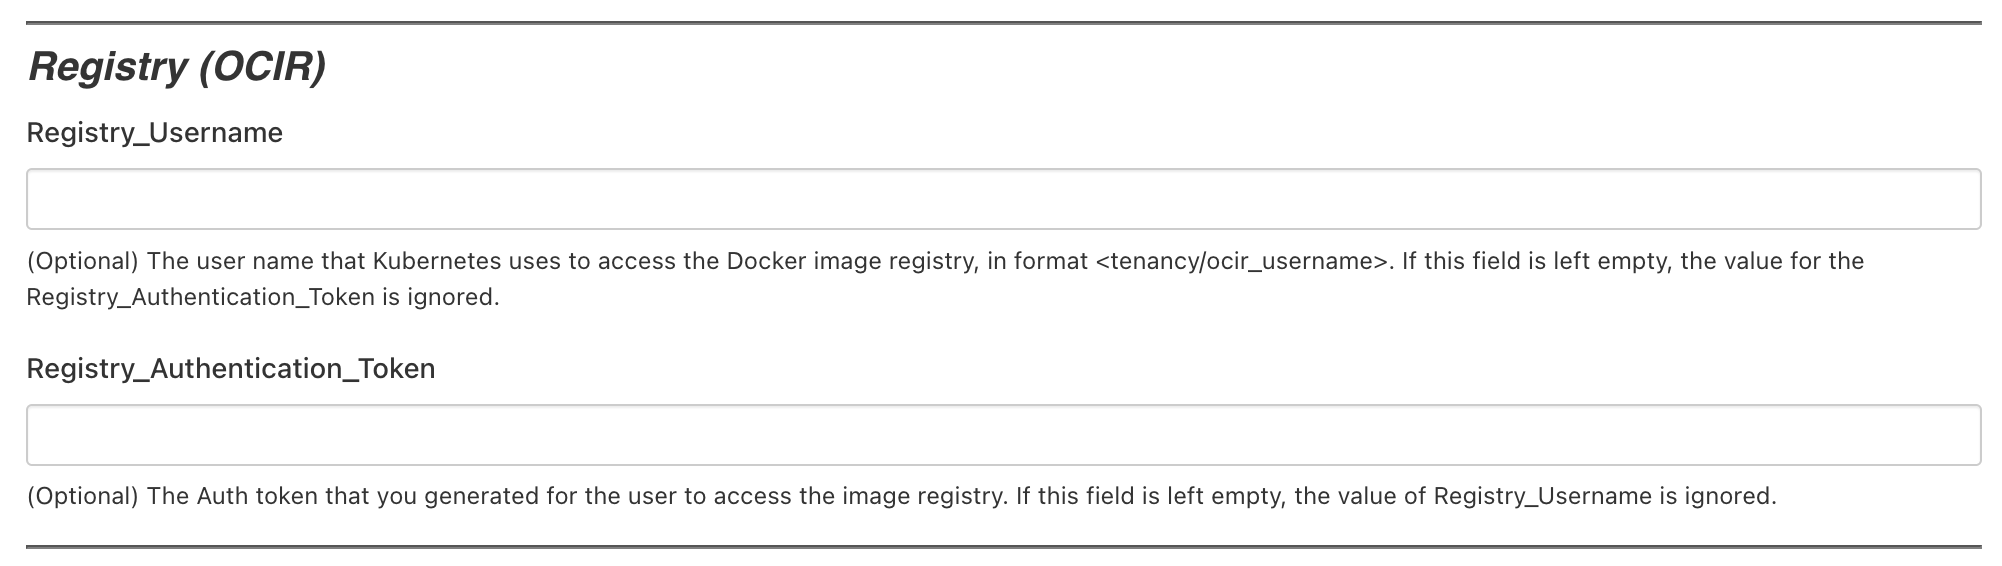 Registry (OCIR)
Registry_Username
(Optional) The user name that Kubernetes uses to access the Docker image registry, in format <tenancy/ocir_username>. If this field is left empty, the value for the
Registry_Authentication_Token is ignored.
Registry_Authentication_Token
(Optional) The Auth token that you generated for the user to access the image registry. If this field is left empty, the value of Registry_Username is ignored.